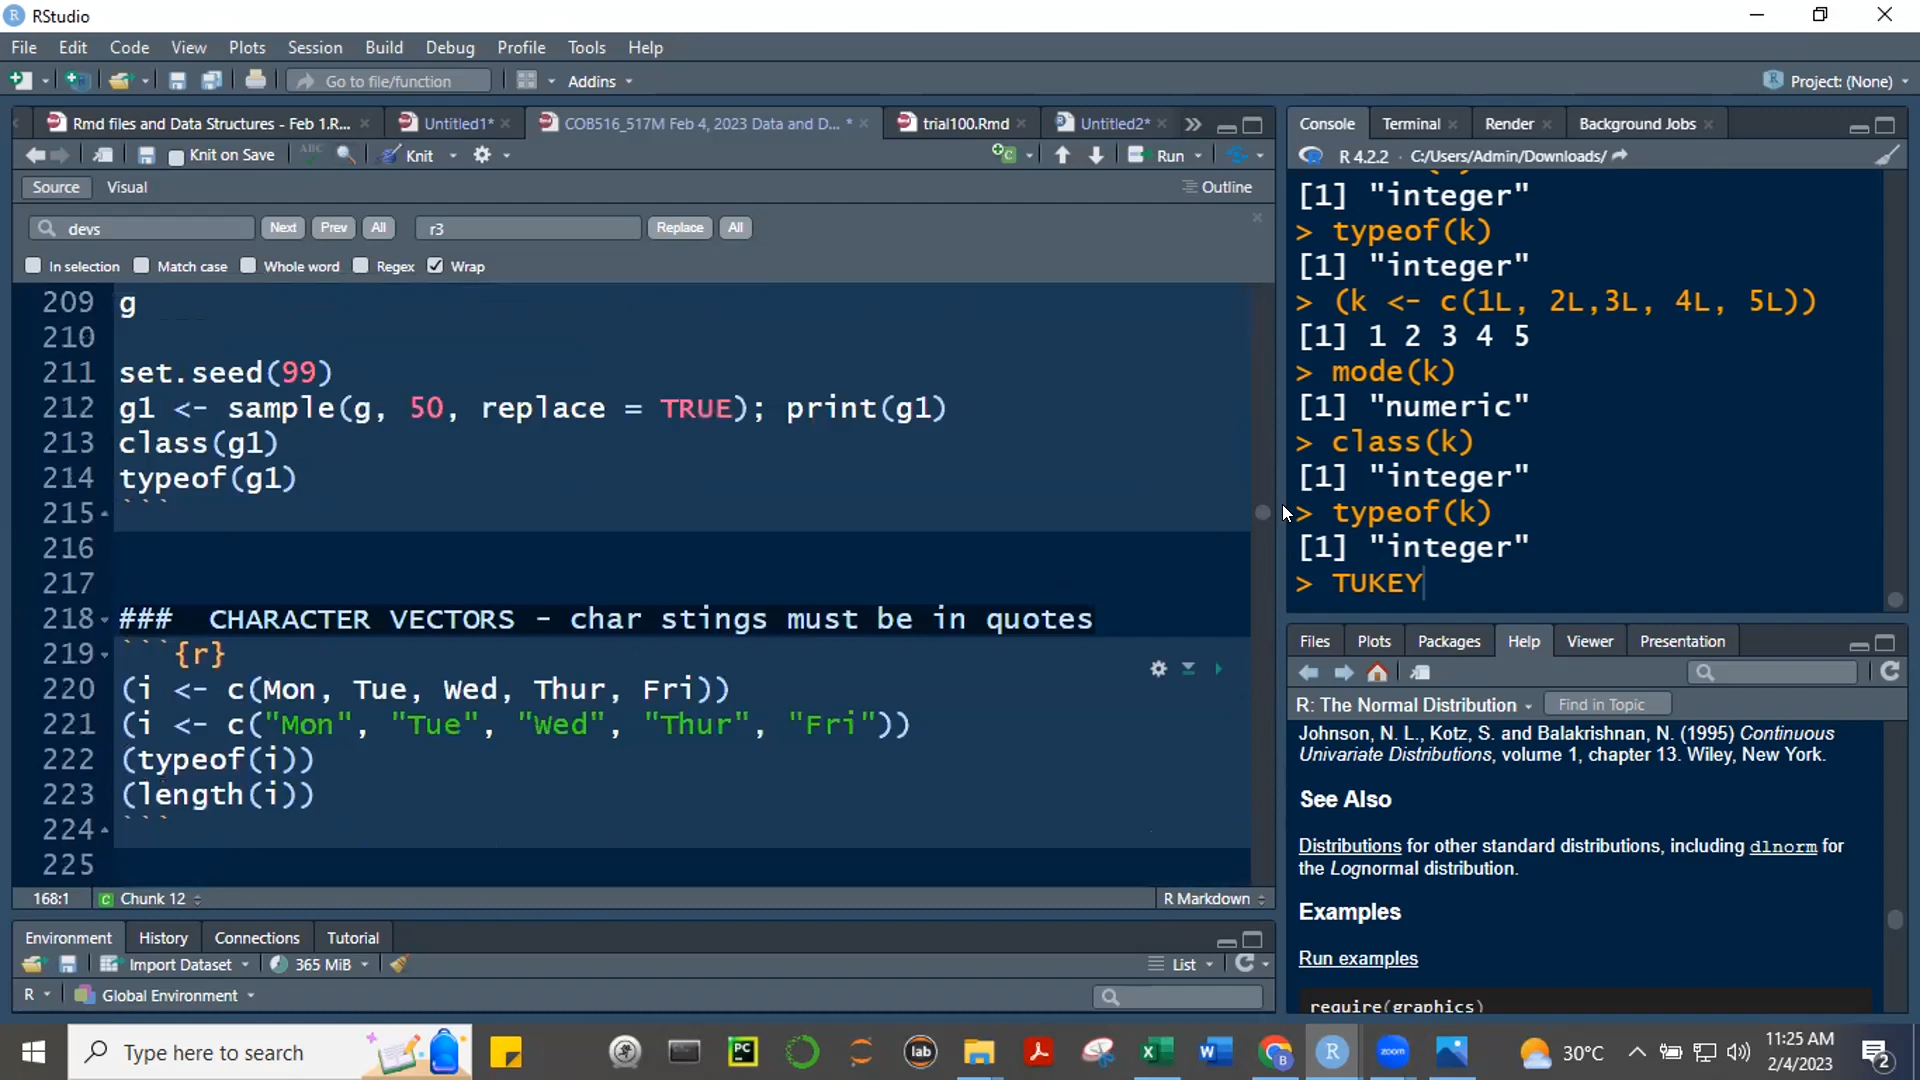 RStudio
File Edit Code View Plots Session Build Debug Profile Tools Help
Go to file/function Addins Project: (None)
Rmd files and Data Structures - Feb 1.R... Untitled1* COB516_517M Feb 4, 2023 Data and D... * trial100.Rmd Untitled2*
Knit on Save ABC Knit Run
Source Visual Outline
devs Next Prev All r3 Replace All
In selection Match case Whole word Regex Wrap
209 g
210
211 set.seed(99)
212 g1 <- sample(g, 50, replace = TRUE); print(g1)
213 class(g1)
214 typeof(g1)
215 ```
216
217
218 ### CHARACTER VECTORS - char stings must be in quotes
219 ```{r}
220 (i <- c(Mon, Tue, Wed, Thur, Fri))
221 (i <- c("Mon", "Tue", "Wed", "Thur", "Fri"))
222 (typeof(i))
223 (length(i))
224 ```
225
168:1 C Chunk 12 R Markdown
Environment History Connections Tutorial
Import Dataset 365 MiB List
R Global Environment
Console Terminal Render Background Jobs
R 4.2.2 · C:/Users/Admin/Downloads/
[1] "integer"
> typeof(k)
[1] "integer"
> (k <- c(1L, 2L,3L, 4L, 5L))
[1] 1 2 3 4 5
> mode(k)
[1] "numeric"
> class(k)
[1] "integer"
> typeof(k)
[1] "integer"
> TUKEY
Files Plots Packages Help Viewer Presentation
R: The Normal Distribution Find in Topic
Johnson, N. L., Kotz, S. and Balakrishnan, N. (1995) Continuous
Univariate Distributions, volume 1, chapter 13. Wiley, New York.
See Also
Distributions for other standard distributions, including dlnorm for
the Lognormal distribution.
Examples
Run examples
require(graphics)
Type here to search PC lab R zoom 30°C 11:25 AM
2/4/2023 2